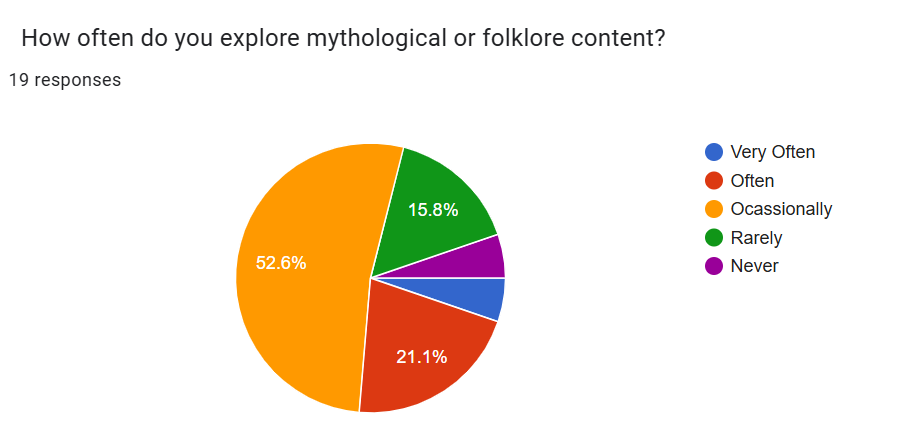 How often do you explore mythological or folklore content?
19 responses
Very Often
Often
Ocassionally
Rarely
Never
15.8%
52.6%
21.1%